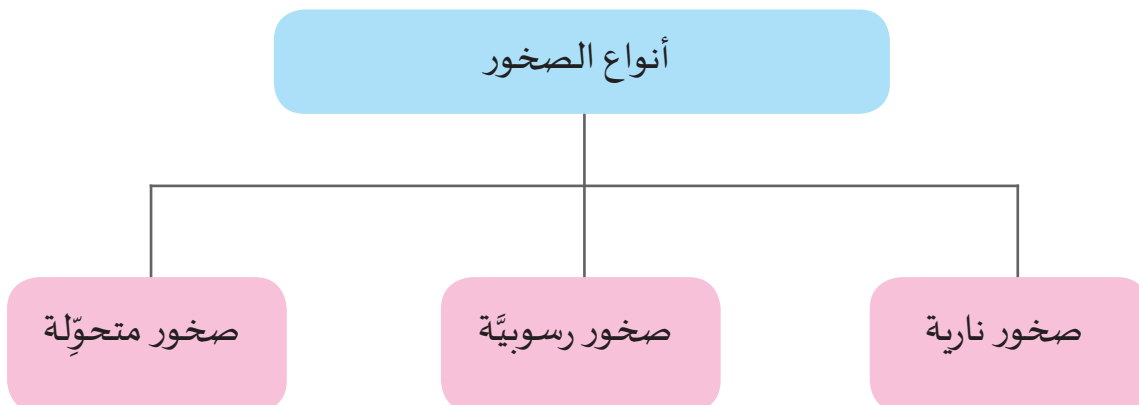 أنواع الصخور
صخور نارية
صخور رسوبيَّة
صخور متحوِّلة